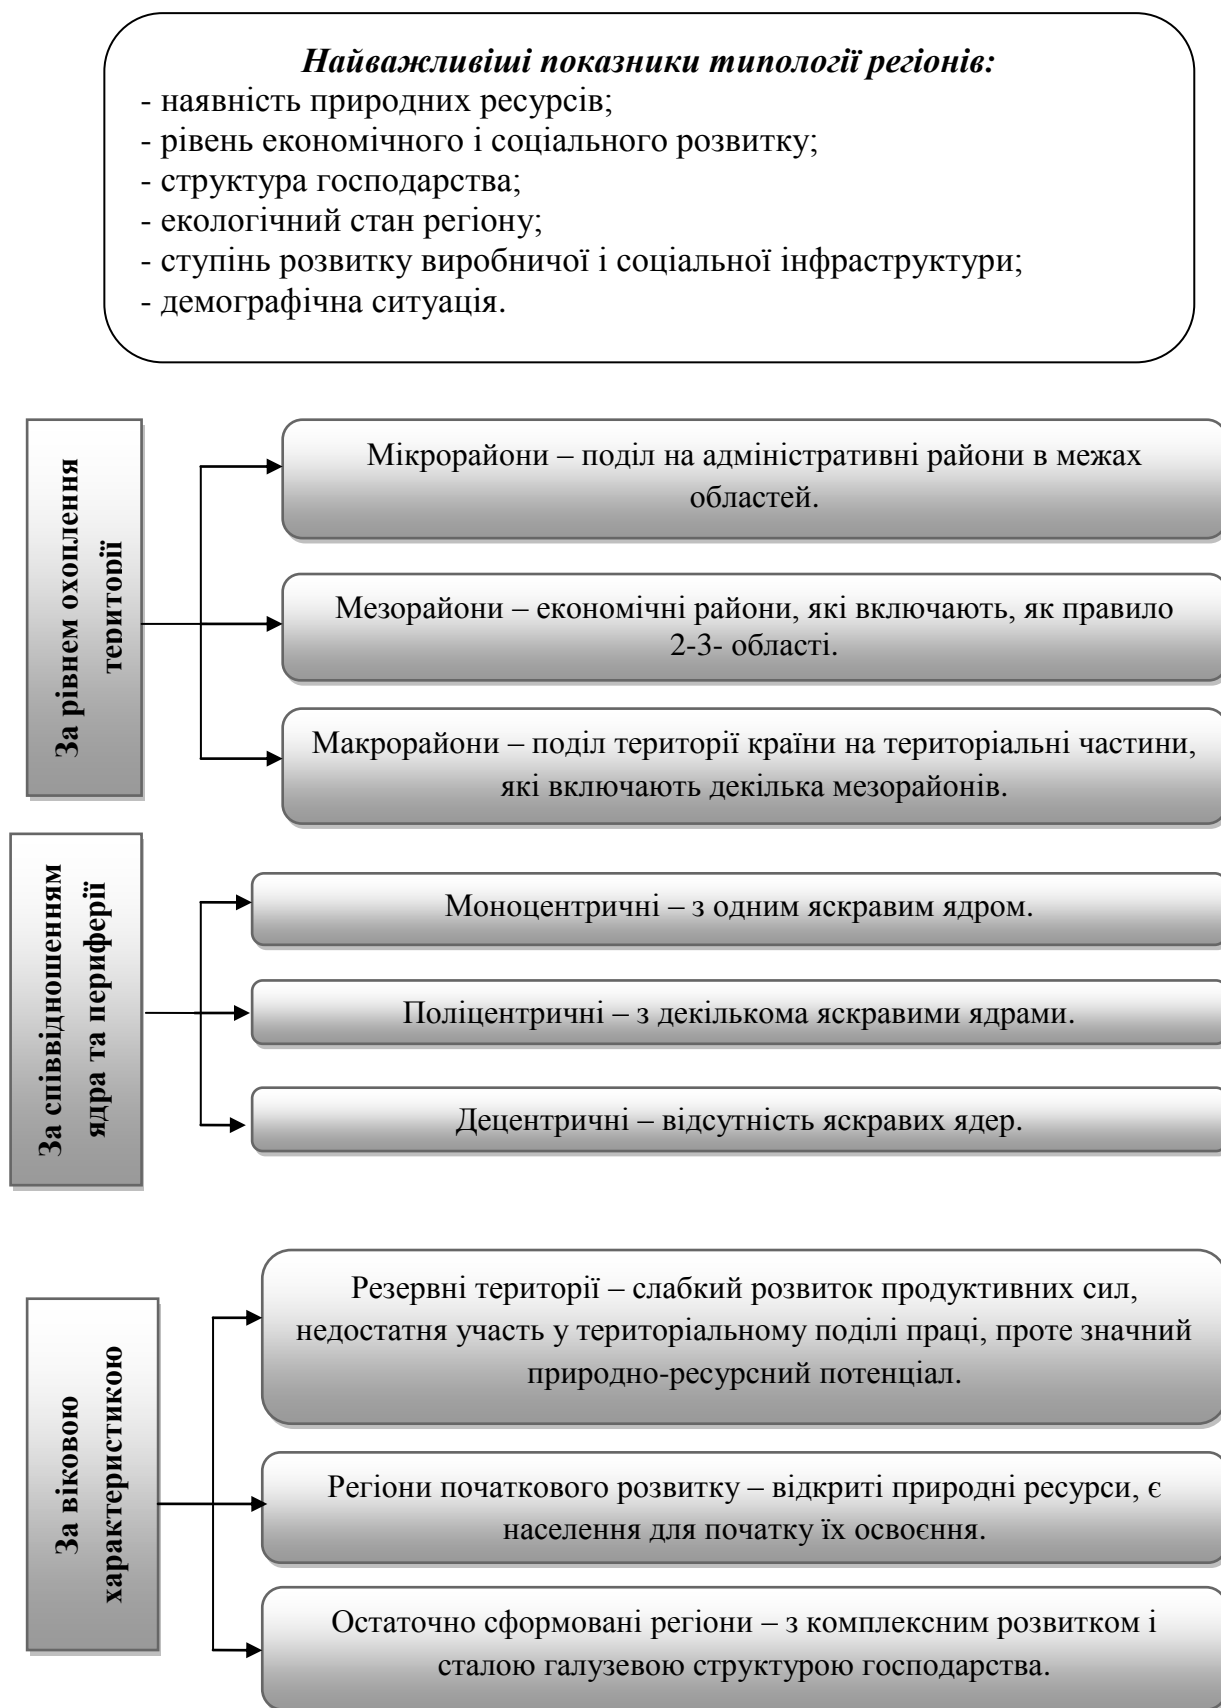 Найважливіші показники типології регіонів:
- наявність природних ресурсів;
- рівень економічного і соціального розвитку;
- структура господарства;
- екологічний стан регіону;
- ступінь розвитку виробничої і соціальної інфраструктури;
- демографічна ситуація.
За рівнем охоплення
території
Мікрорайони – поділ на адміністративні райони в межах
областей.
Мезорайони – економічні райони, які включають, як правило
2-3- області.
Макрорайони – поділ території країни на територіальні частини,
які включають декілька мезорайонів.
За співвідношенням
ядра та периферії
Моноцентричні – з одним яскравим ядром.
Поліцентричні – з декількома яскравими ядрами.
Децентричні – відсутність яскравих ядер.
За віковою
характеристикою
Резервні території – слабкий розвиток продуктивних сил,
недостатня участь у територіальному поділі праці, проте значний
природно-ресурсний потенціал.
Регіони початкового розвитку – відкриті природні ресурси, є
населення для початку їх освоєння.
Остаточно сформовані регіони – з комплексним розвитком і
сталою галузевою структурою господарства.